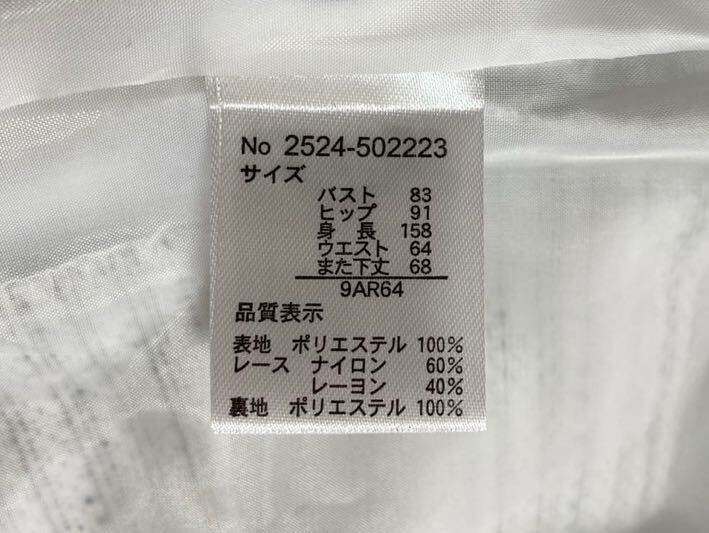 No 2524-502223
サイズ
バスト 83
ヒップ 91
身 長 158
ウエスト 64
また下丈 68
9AR64
品質表示
表地 ポリエステル 100%
レース ナイロン 60%
レーヨン 40%
裏地 ポリエステル 100%